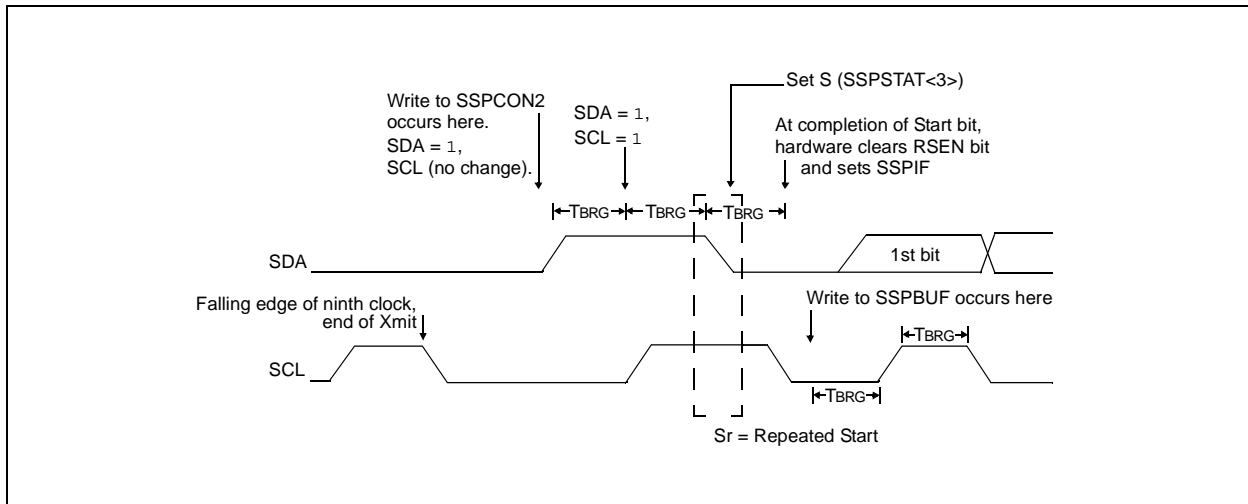 Set S (SSPSTAT<3>)
Write to SSPCON2
occurs here.
SDA = 1,
SCL (no change).
SDA = 1,
SCL = 1
At completion of Start bit,
hardware clears RSEN bit
and sets SSPIF
TBRG
TBRG
TBRG
SDA
1st bit
Falling edge of ninth clock,
end of Xmit
Write to SSPBUF occurs here
TBRG
SCL
TBRG
Sr = Repeated Start